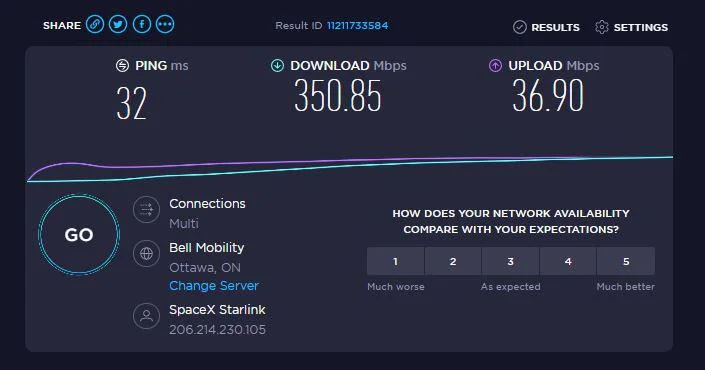 SHARE
Result ID 11211733584
RESULTS
SETTINGS
PING ms
32
DOWNLOAD Mbps
350.85
UPLOAD Mbps
36.90
GO
Connections
Multi
Bell Mobility
Ottawa, ON
Change Server
SpaceX Starlink
206.214.230.105
HOW DOES YOUR NETWORK AVAILABILITY
COMPARE WITH YOUR EXPECTATIONS?
1 2 3 4 5
Much worse As expected Much better